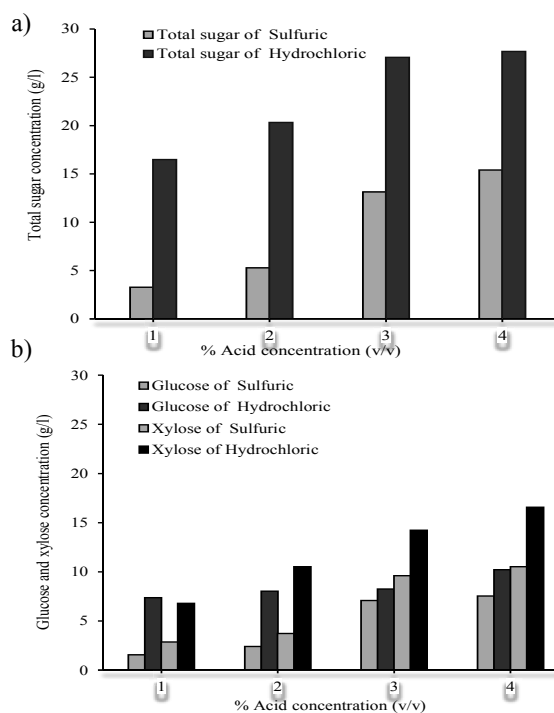 a)
30
25
20
15
10
5
0
Total sugar concentration (g/l)
Total sugar of Sulfuric
Total sugar of Hydrochloric
1 2 3 4
% Acid concentration (v/v)
b)
30
25
20
15
10
5
0
Glucose and xylose concentration (g/l)
Glucose of Sulfuric
Glucose of Hydrochloric
Xylose of Sulfuric
Xylose of Hydrochloric
1 2 3 4
% Acid concentration (v/v)